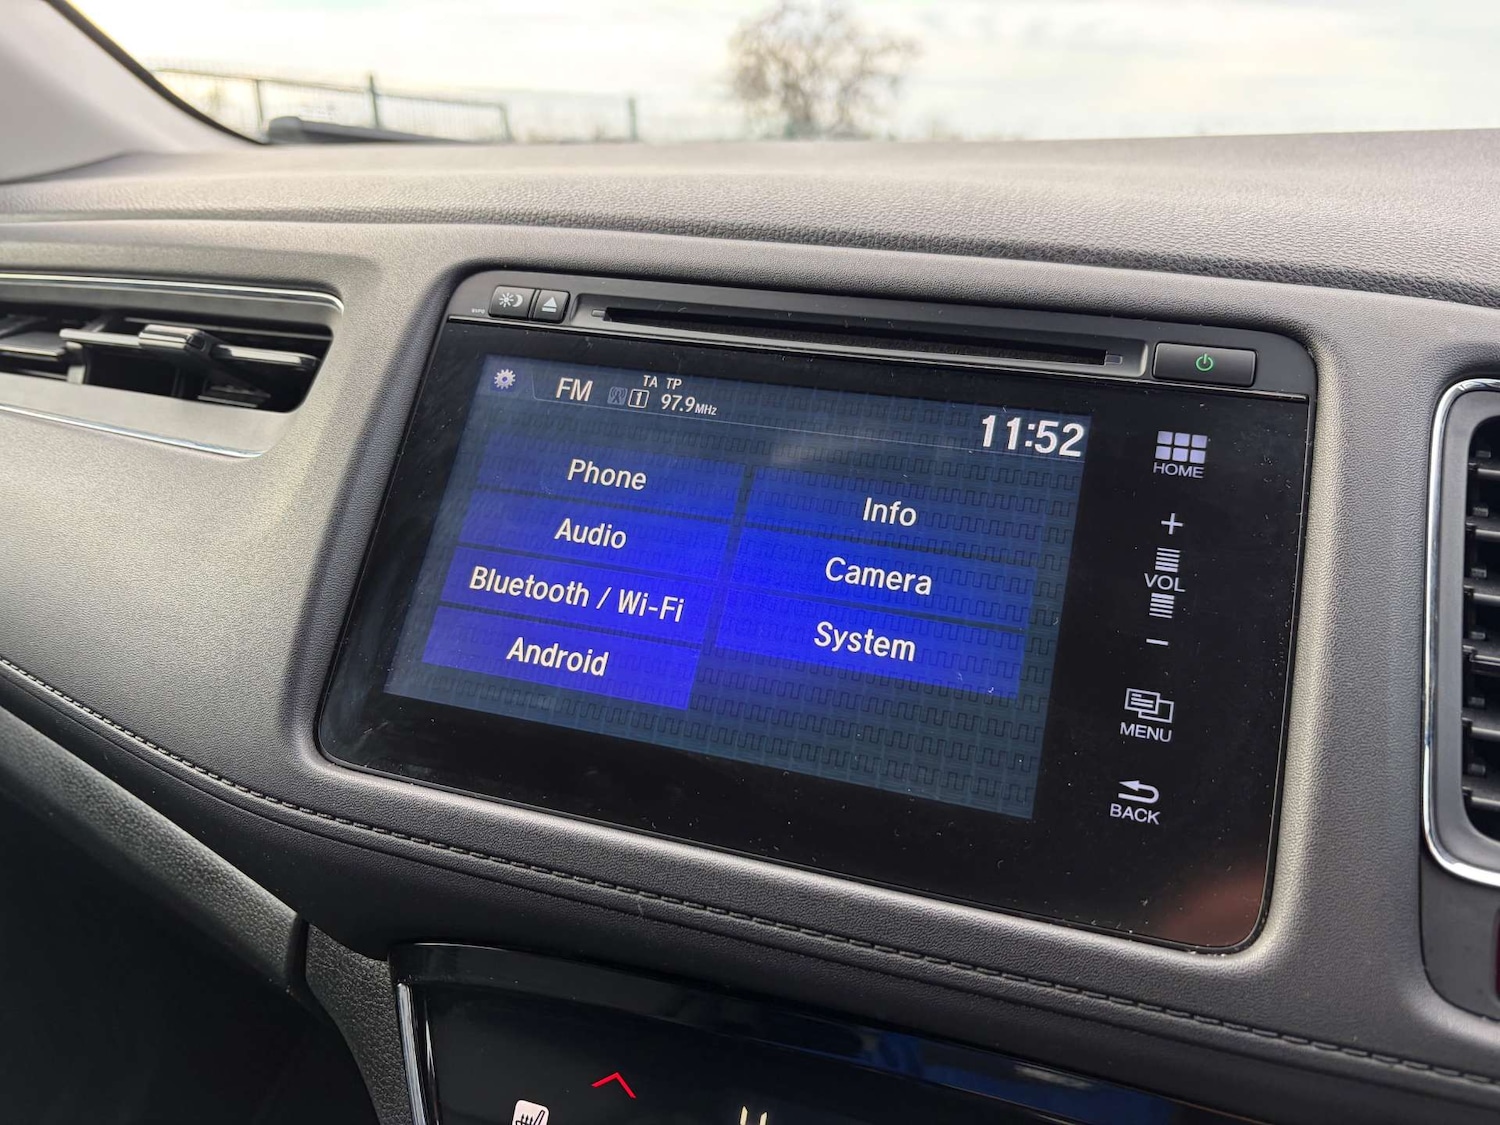 FM
TA TP
1 97.9MHz
11:52
Phone
Audio
Bluetooth / Wi-Fi
Android
Info
Camera
System
HOME
+
VOL
−
MENU
BACK